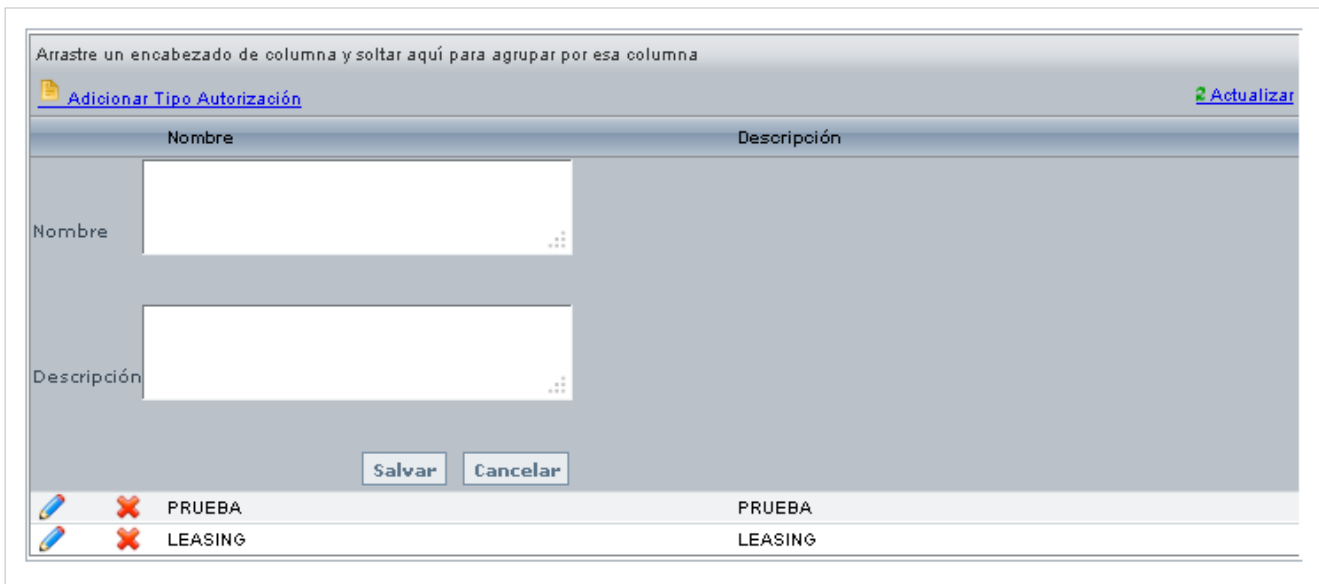 Arrastre un encabezado de columna y soltar aquí para agrupar por esa columna
Adicionar Tipo Autorización Actualizar
Nombre Descripción
Nombre
Descripción
Salvar Cancelar
PRUEBA PRUEBA
LEASING LEASING